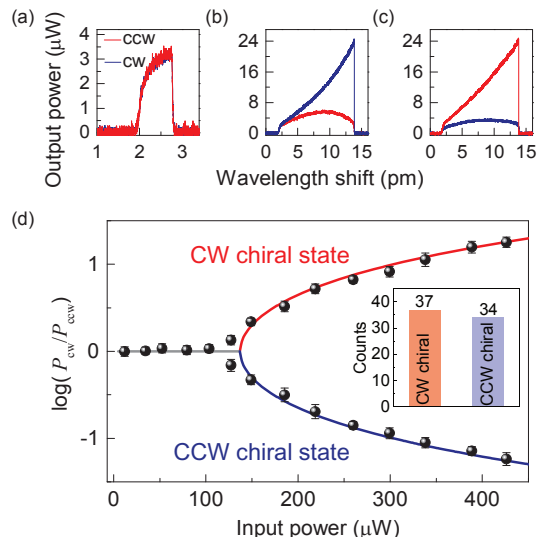 (a)
(b)
(c)
Output power (μW)
CCW
CW
4
3
2
1
0
1 2 3
24
16
8
0
0 5 10 15
24
16
8
0
0 5 10 15
Wavelength shift (pm)
(d)
log(P_cw/P_ccw)
1
0
-1
CW chiral state
CCW chiral state
Counts
40
30
20
10
0
37
34
CW chiral
CCW chiral
0 100 200 300 400
Input power (μW)